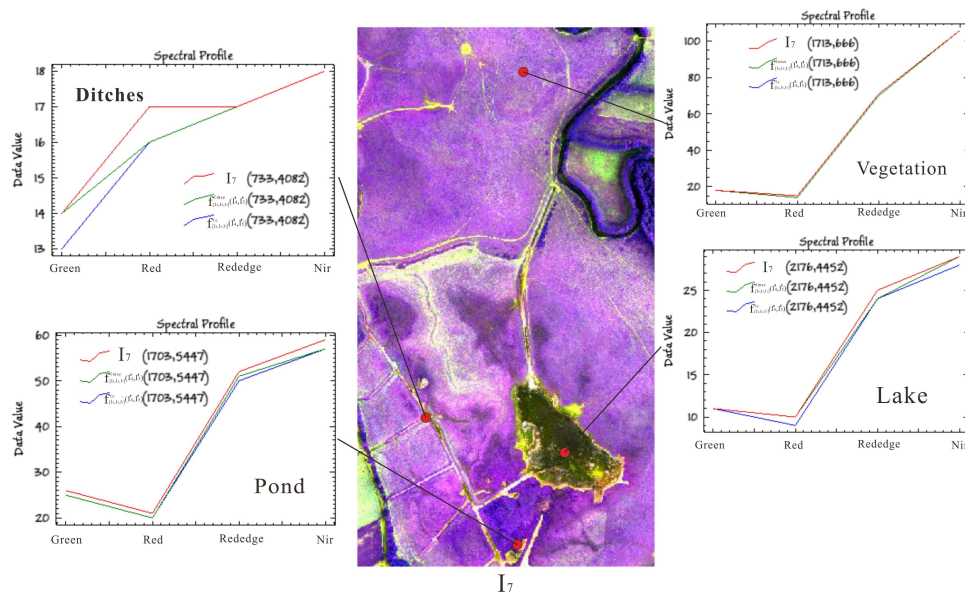 Spectral Profile
Ditches
Data Value
18
17
16
15
14
13
I7 (733,4082)
(733,4082)
(733,4082)
Green Red Rededge Nir
Spectral Profile
Data Value
60
50
40
30
20
I7 (1703,5447)
(1703,5447)
(1703,5447)
Pond
Green Red Rededge Nir
I7
Spectral Profile
Data Value
100
80
60
40
20
I7 (1713,666)
(1713,666)
(1713,666)
Vegetation
Green Red Rededge Nir
Spectral Profile
Data Value
25
20
15
10
I7 (2176,4452)
(2176,4452)
(2176,4452)
Lake
Green Red Rededge Nir